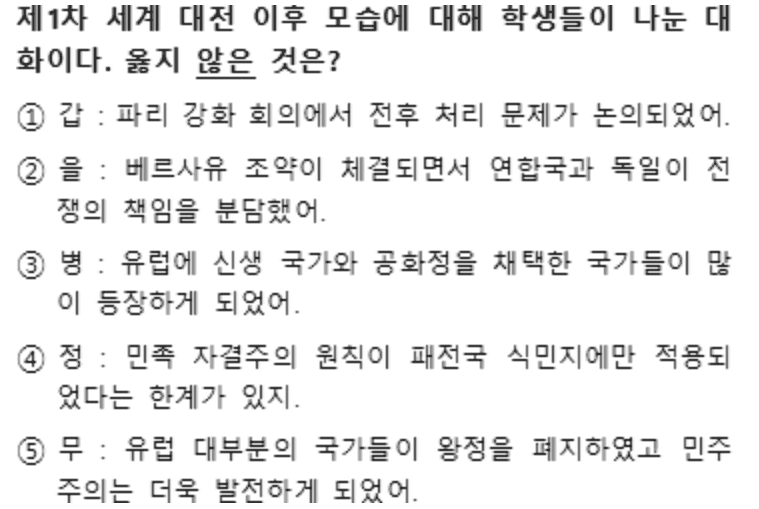 제1차 세계 대전 이후 모습에 대해 학생들이 나눈 대
화이다. 옳지 않은 것은?
① 갑 : 파리 강화 회의에서 전후 처리 문제가 논의되었어.
② 을 : 베르사유 조약이 체결되면서 연합국과 독일이 전
쟁의 책임을 분담했어.
③ 병 : 유럽에 신생 국가와 공화정을 채택한 국가들이 많
이 등장하게 되었어.
④ 정 : 민족 자결주의 원칙이 패전국 식민지에만 적용되
었다는 한계가 있지.
⑤ 무 : 유럽 대부분의 국가들이 왕정을 폐지하였고 민주
주의는 더욱 발전하게 되었어.